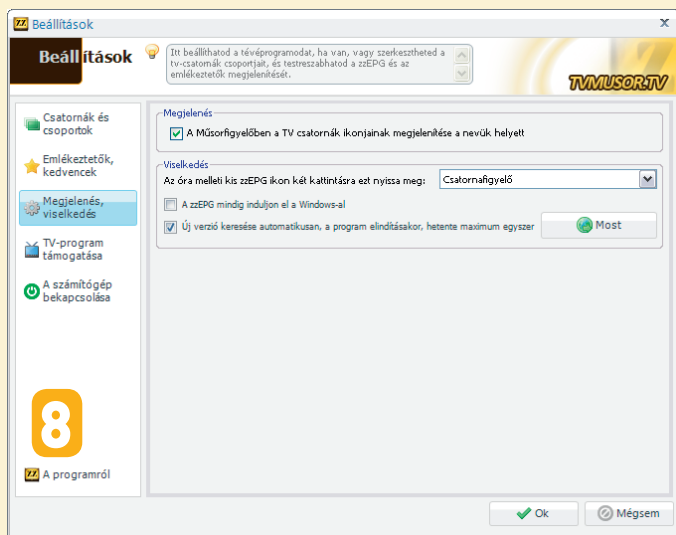 zz Beállítások x
Beállítások
Itt beállíthatod a tévéprogramodat, ha van, vagy szerkesztheted a
tv-csatornák csoportjait, és testreszabhatod a zzEPG és az
emlékeztetők megjelenítését.
TVMUSOR.TV
Csatornák és
csoportok
Emlékeztetők,
kedvencek
Megjelenés,
viselkedés
TV-program
támogatása
A számítógép
bekapcsolása
8
zz A programról
Megjelenés
A Műsorfigyelőben a TV csatornák ikonjainak megjelenítése a nevük helyett
Viselkedés
Az óra melleti kis zzEPG ikon két kattintásra ezt nyissa meg: Csatornafigyelő
A zzEPG mindig induljon el a Windows-al
Új verzió keresése automatikusan, a program elindításakor, hetente maximum egyszer Most
Ok Mégsem